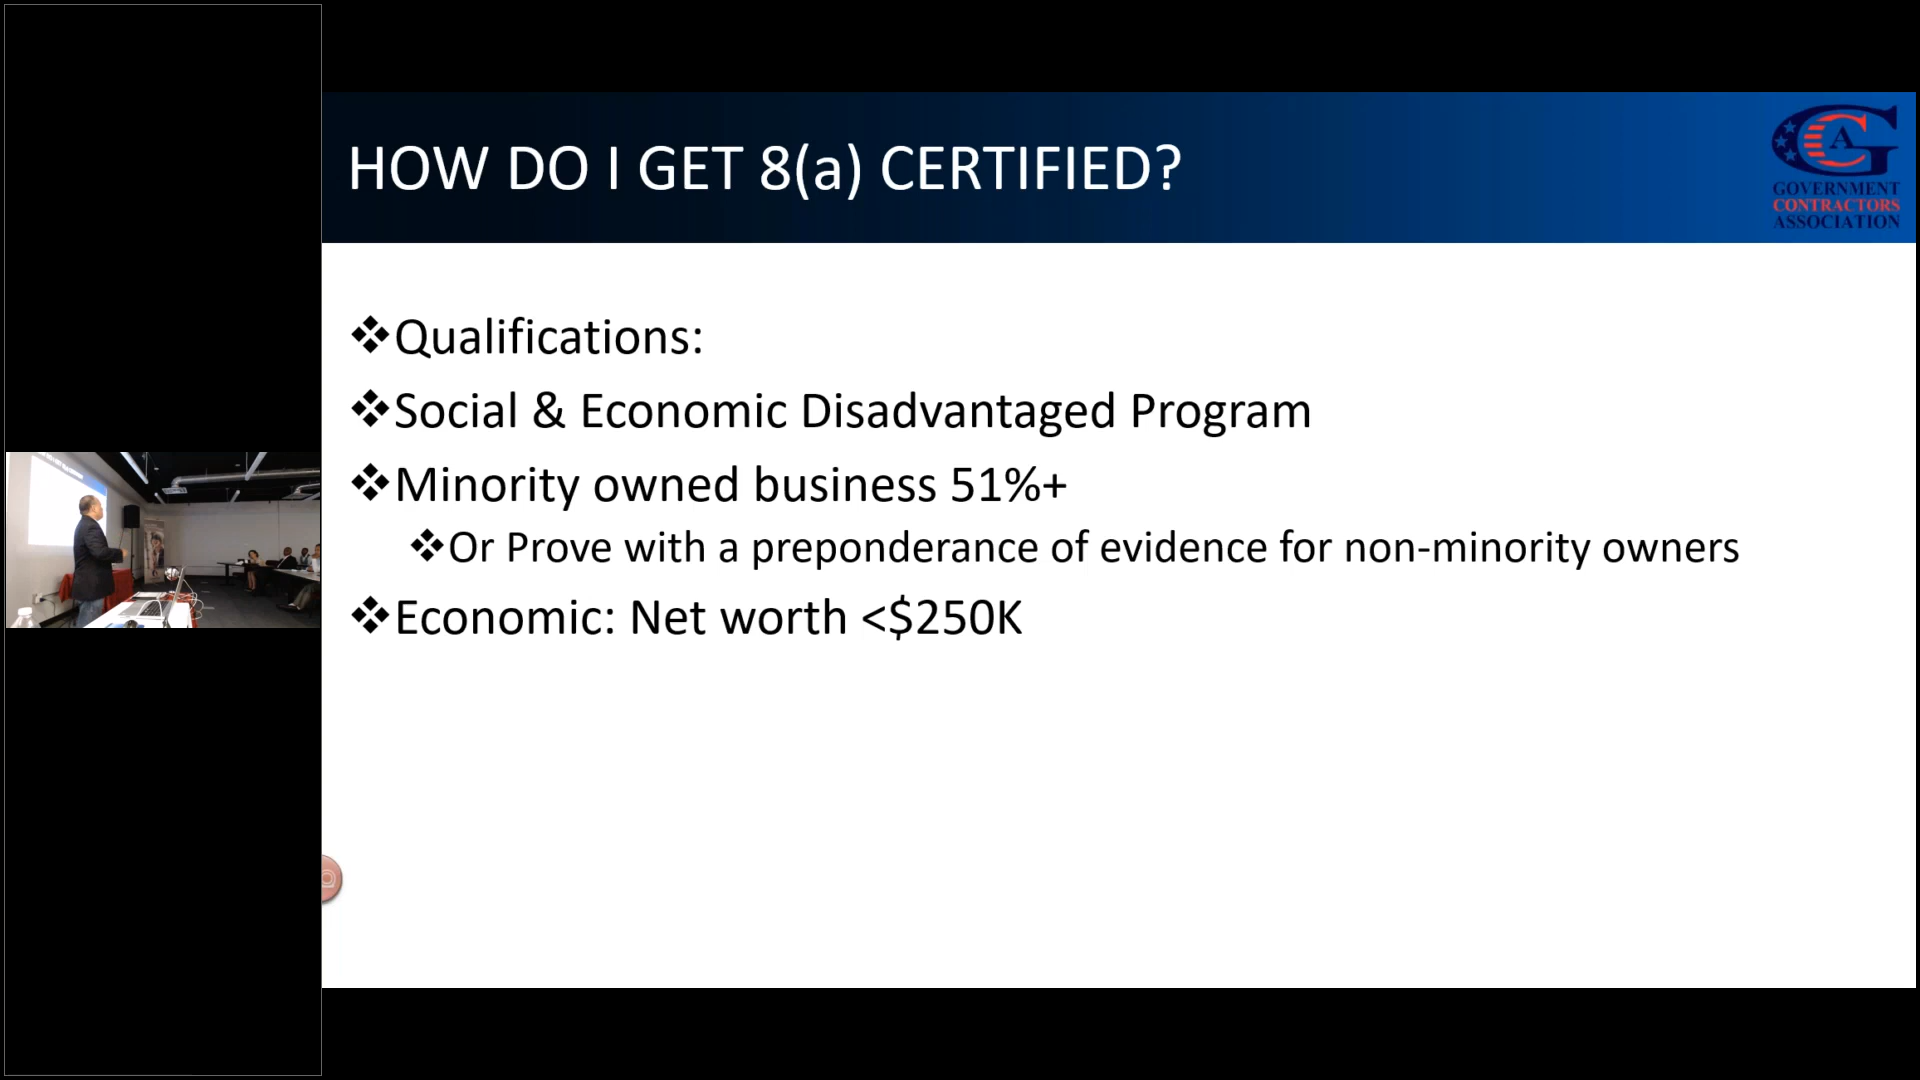 HOW DO I GET 8(a) CERTIFIED?
GOVERNMENT
CONTRACTORS
ASSOCIATION
❖Qualifications:
❖Social & Economic Disadvantaged Program
❖Minority owned business 51%+
❖Or Prove with a preponderance of evidence for non-minority owners
❖Economic: Net worth <$250K